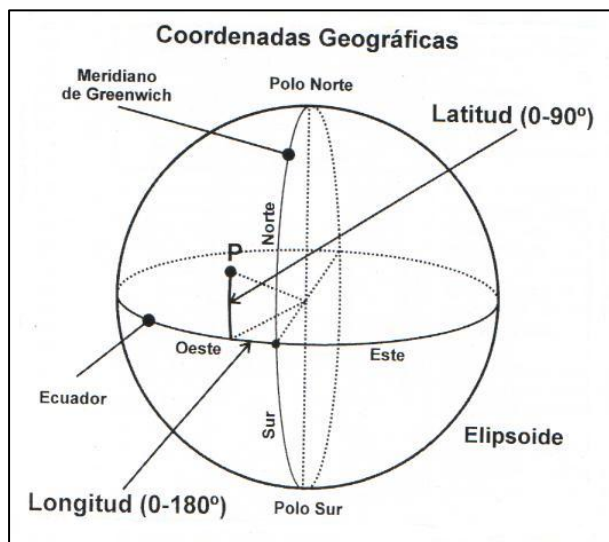 Coordenadas Geográficas
Meridiano
de Greenwich
Polo Norte
Latitud (0-90º)
Norte
P
Oeste
Este
Ecuador
Sur
Elipsoide
Longitud (0-180º)
Polo Sur